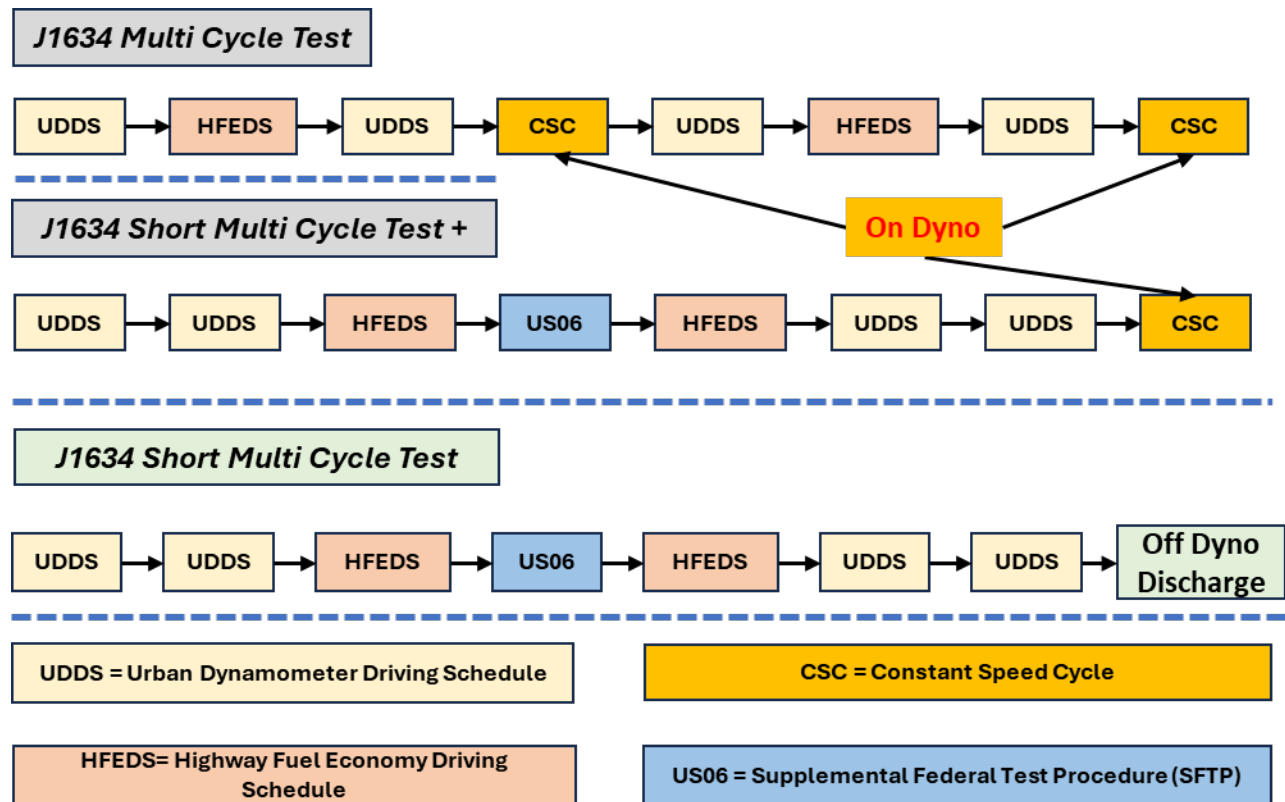 J1634 Multi Cycle Test
UDDS
HFEDS
UDDS
CSC
UDDS
HFEDS
UDDS
CSC
J1634 Short Multi Cycle Test +
On Dyno
UDDS
UDDS
HFEDS
US06
HFEDS
UDDS
UDDS
CSC
J1634 Short Multi Cycle Test
UDDS
UDDS
HFEDS
US06
HFEDS
UDDS
UDDS
Off Dyno
Discharge
UDDS = Urban Dynamometer Driving Schedule
CSC = Constant Speed Cycle
HFEDS= Highway Fuel Economy Driving
Schedule
US06 = Supplemental Federal Test Procedure (SFTP)